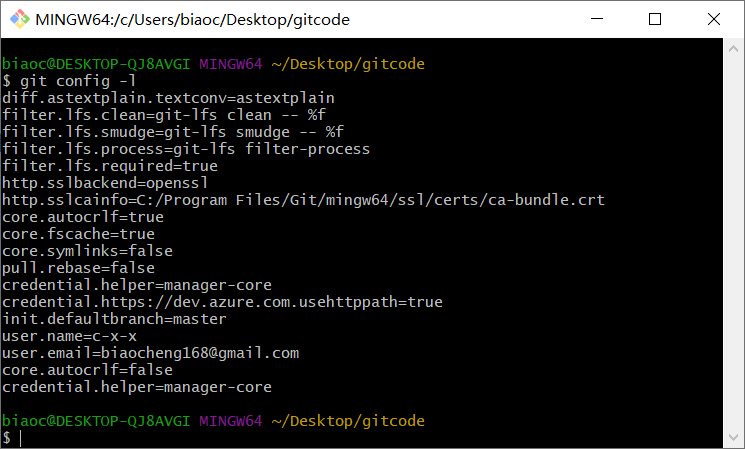 MINGW64:/c/Users/biaoc/Desktop/gitcode
biaoc@DESKTOP-QJ8AVGI MINGW64 ~/Desktop/gitcode
$ git config -l
diff.astextplain.textconv=astextplain
filter.lfs.clean=git-lfs clean -- %f
filter.lfs.smudge=git-lfs smudge -- %f
filter.lfs.process=git-lfs filter-process
filter.lfs.required=true
http.sslbackend=openssl
http.sslcainfo=C:/Program Files/Git/mingw64/ssl/certs/ca-bundle.crt
core.autocrlf=true
core.fscache=true
core.symlinks=false
pull.rebase=false
credential.helper=manager-core
credential.https://dev.azure.com.usehttppath=true
init.defaultbranch=master
user.name=c-x-x
user.email=biaocheng168@gmail.com
core.autocrlf=false
credential.helper=manager-core
biaoc@DESKTOP-QJ8AVGI MINGW64 ~/Desktop/gitcode
$